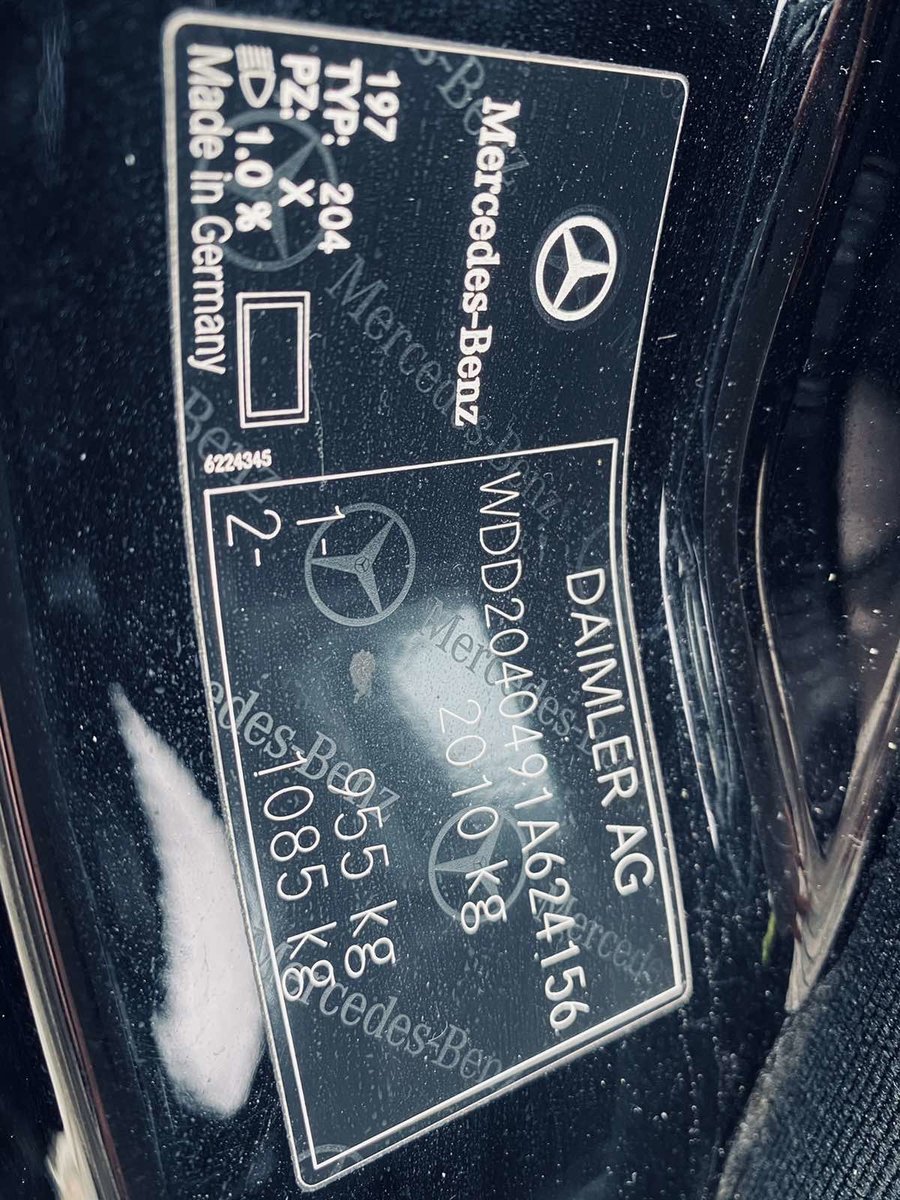 Mercedes-Benz
197
TYP: 204
PZ: X
1.0 %
Made in Germany
6224345
DAIMLER AG
WDD2040491A624156
2010 kg
1- 955 kg
2- 1085 kg